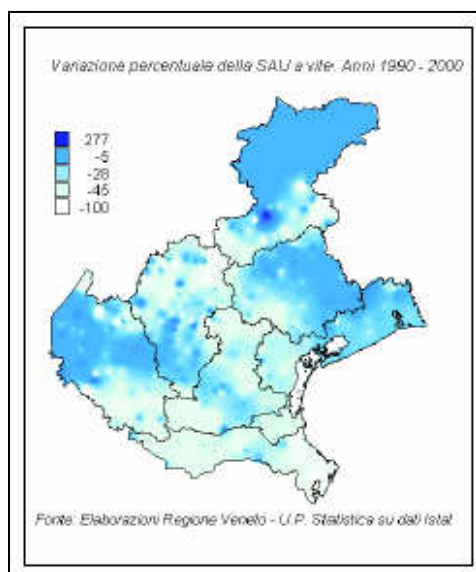 Variazione percentuale della SAU a vite. Anni 1990 - 2000
277
-5
-28
-45
-100
Fonte: Elaborazioni Regione Veneto - U.P. Statistica su dati Istat